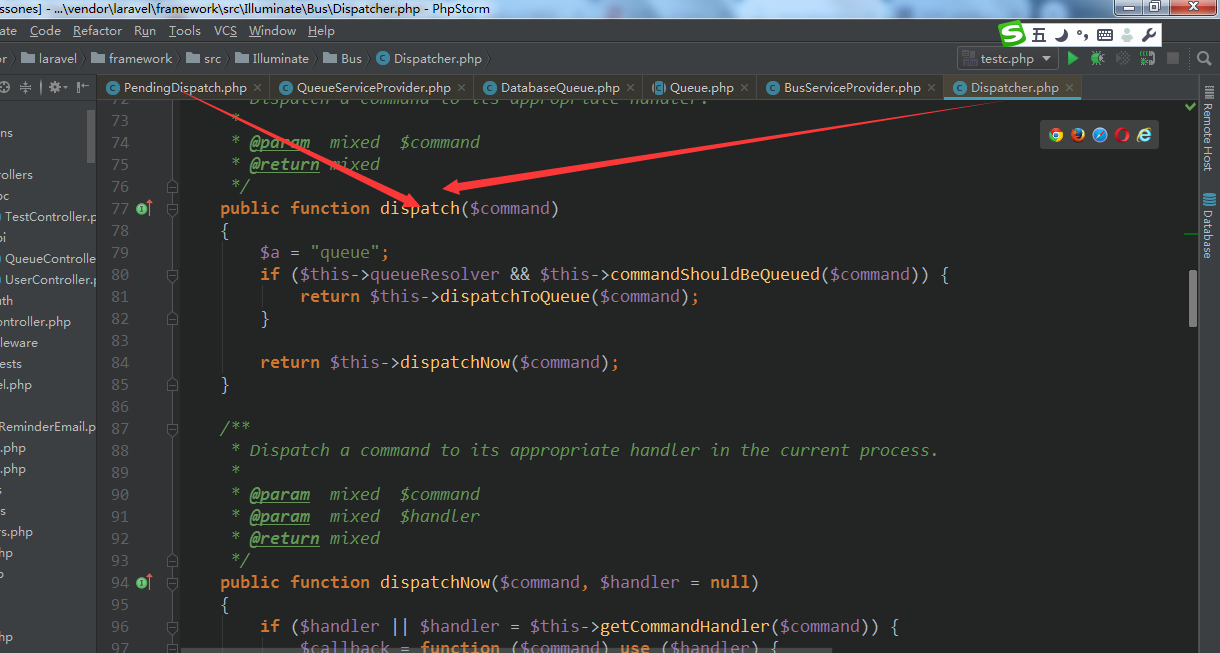 ssones] - ...\vendor\laravel\framework\src\Illuminate\Bus\Dispatcher.php - PhpStorm
ate Code Refactor Run Tools VCS Window Help
五
or laravel framework src Illuminate Bus Dispatcher.php
testc.php
PendingDispatch.php × QueueServiceProvider.php × DatabaseQueue.php × Queue.php × BusServiceProvider.php × Dispatcher.php ×
72 Dispatch a command to its appropriate handler.
73 *
74 * @param mixed $command
75 * @return mixed
76 */
77 public function dispatch($command)
78 {
79 $a = "queue";
80 if ($this->queueResolver && $this->commandShouldBeQueued($command)) {
81 return $this->dispatchToQueue($command);
82 }
83
84 return $this->dispatchNow($command);
85 }
86
87 /**
88 * Dispatch a command to its appropriate handler in the current process.
89 *
90 * @param mixed $command
91 * @param mixed $handler
92 * @return mixed
93 */
94 public function dispatchNow($command, $handler = null)
95 {
96 if ($handler || $handler = $this->getCommandHandler($command)) {
97 $callback = function ($command) use ($handler) {
ns
rollers
oc
TestController.p
pi
QueueControlle
UserController.
uth
ontroller.php
leware
ests
el.php
ReminderEmail.p
.php
.php
s
s
rs.php
hp
p
hp
Remote Host
Database